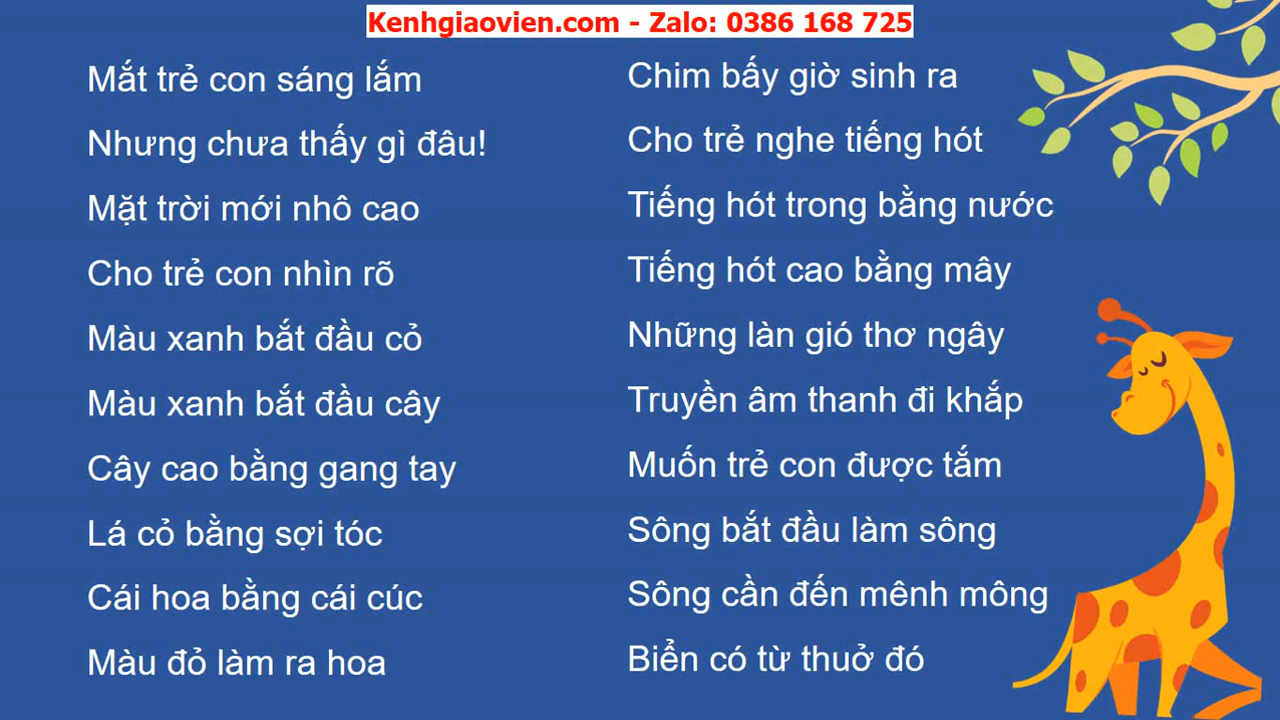 Kenhgiaovien.com - Zalo: 0386 168 725
Mắt trẻ con sáng lắm
Nhưng chưa thấy gì đâu!
Mặt trời mới nhô cao
Cho trẻ con nhìn rõ
Màu xanh bắt đầu cỏ
Màu xanh bắt đầu cây
Cây cao bằng gang tay
Lá cỏ bằng sợi tóc
Cái hoa bằng cái cúc
Màu đỏ làm ra hoa
Chim bấy giờ sinh ra
Cho trẻ nghe tiếng hót
Tiếng hót trong bằng nước
Tiếng hót cao bằng mây
Những làn gió thơ ngây
Truyền âm thanh đi khắp
Muốn trẻ con được tắm
Sông bắt đầu làm sông
Sông cần đến mênh mông
Biển có từ thuở đó